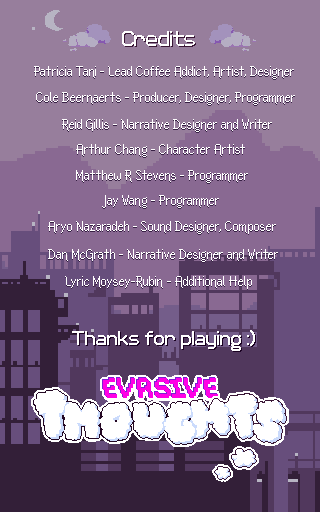 Credits
Patricia Tani - Lead Coffee Addict, Artist, Designer
Cole Beernaerts - Producer, Designer, Programmer
Reid Gillis - Narrative Designer and Writer
Arthur Chang - Character Artist
Matthew R Stevens - Programmer
Jay Wang - Programmer
Aryo Nazaradeh - Sound Designer, Composer
Dan McGrath - Narrative Designer and Writer
Lyric Moysey-Rubin - Additional Help
Thanks for playing :)
EVASIVE
THOUGHTS